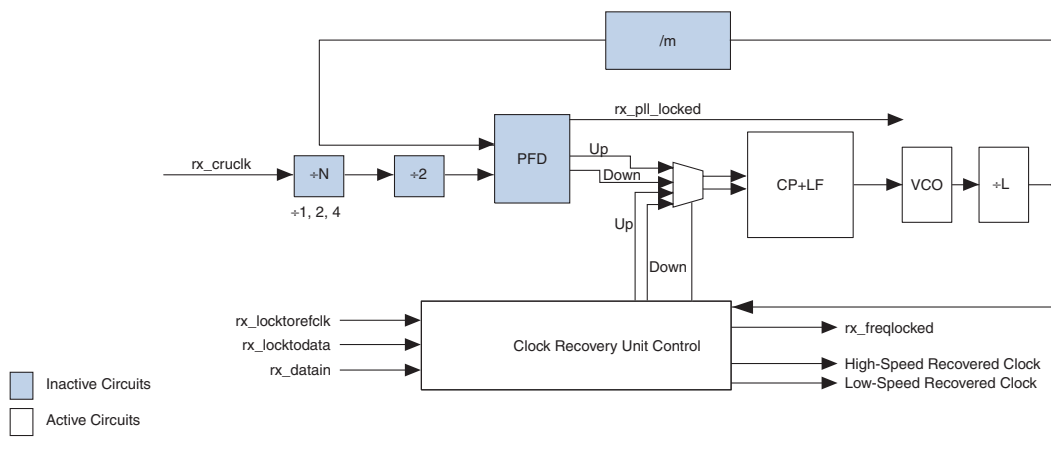 /m
rx_pll_locked
rx_cruclk
÷N
÷1, 2, 4
÷2
PFD
Up
Down
Up
Down
CP+LF
VCO
÷L
rx_locktorefclk
rx_locktodata
rx_datain
Clock Recovery Unit Control
rx_freqlocked
High-Speed Recovered Clock
Low-Speed Recovered Clock
Inactive Circuits
Active Circuits